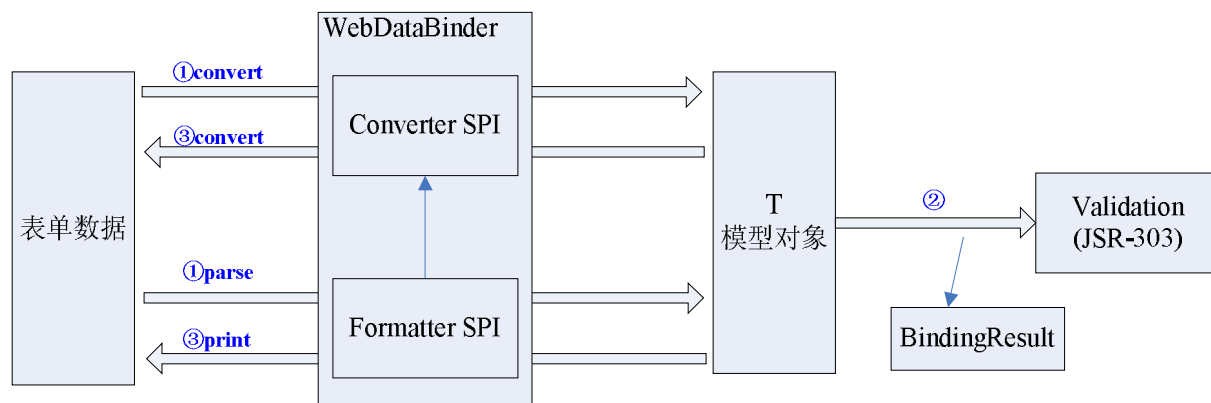 WebDataBinder
①convert
Converter SPI
③convert
表单数据
T
模型对象
②
Validation
(JSR-303)
①parse
Formatter SPI
③print
BindingResult